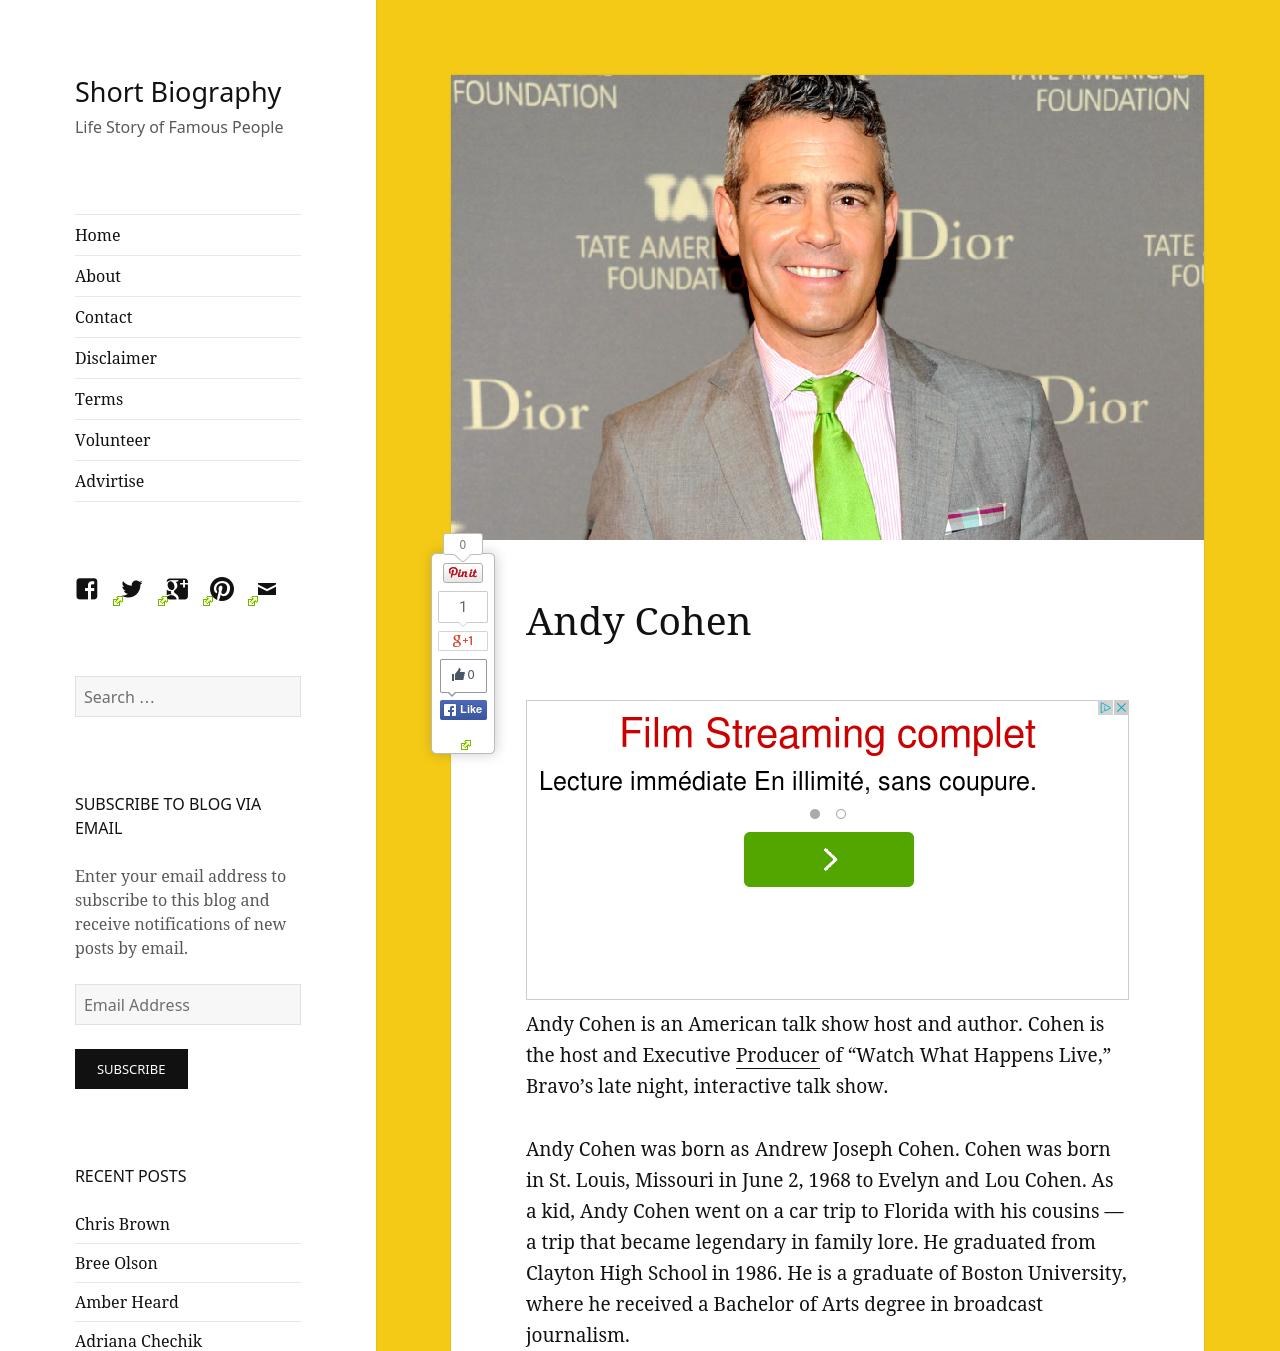 Short Biography
Life Story of Famous People
Home
About
Contact
Disclaimer
Terms
Volunteer
Advirtise
Search …
SUBSCRIBE TO BLOG VIA
EMAIL
Enter your email address to
subscribe to this blog and
receive notifications of new
posts by email.
Email Address
SUBSCRIBE
RECENT POSTS
Chris Brown
Bree Olson
Amber Heard
Adriana Chechik
FOUNDATION
TATE AMERICAS
FOUNDATION
TATE AMERI
FOUNDATI
Dior
TATE
FOU
Dior
Dior
0
Pin it
1
g+1
0
Like
Andy Cohen
Film Streaming complet
Lecture immédiate En illimité, sans coupure.
Andy Cohen is an American talk show host and author. Cohen is
the host and Executive Producer of “Watch What Happens Live,”
Bravo’s late night, interactive talk show.
Andy Cohen was born as Andrew Joseph Cohen. Cohen was born
in St. Louis, Missouri in June 2, 1968 to Evelyn and Lou Cohen. As
a kid, Andy Cohen went on a car trip to Florida with his cousins —
a trip that became legendary in family lore. He graduated from
Clayton High School in 1986. He is a graduate of Boston University,
where he received a Bachelor of Arts degree in broadcast
journalism.